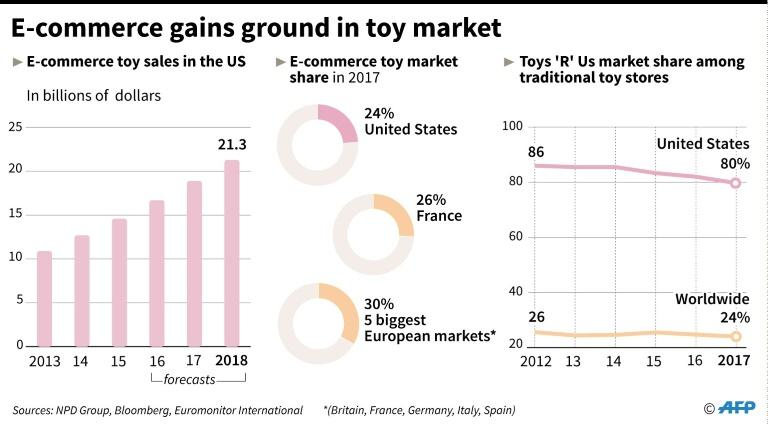 E-commerce gains ground in toy market
► E-commerce toy sales in the US
In billions of dollars
25
20
15
10
5
0
21.3
2013 14 15 16 17 2018
forecasts
► E-commerce toy market
share in 2017
24%
United States
26%
France
30%
5 biggest
European markets*
► Toys 'R' Us market share among
traditional toy stores
100
80
60
40
20
86
United States
80%
26
Worldwide
24%
2012 13 14 15 16 2017
Sources: NPD Group, Bloomberg, Euromonitor International *(Britain, France, Germany, Italy, Spain)
© AFP